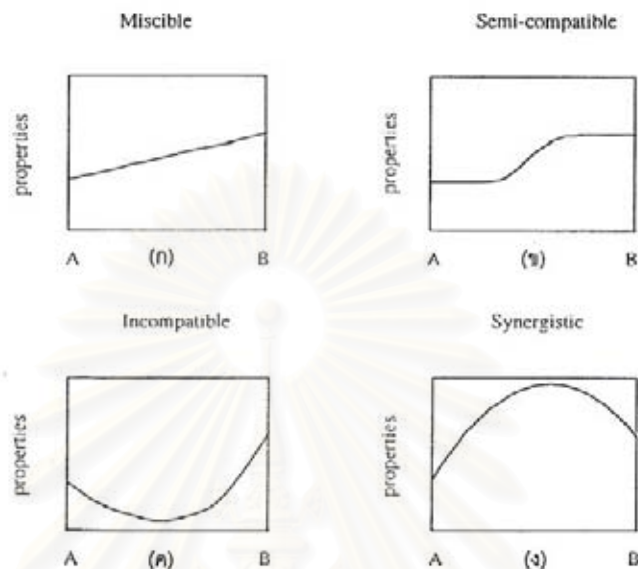 Miscible
Semi-compatible
properties
properties
A (ก) B
A (ข) B
Incompatible
Synergistic
properties
properties
A (ค) B
A (ง) B